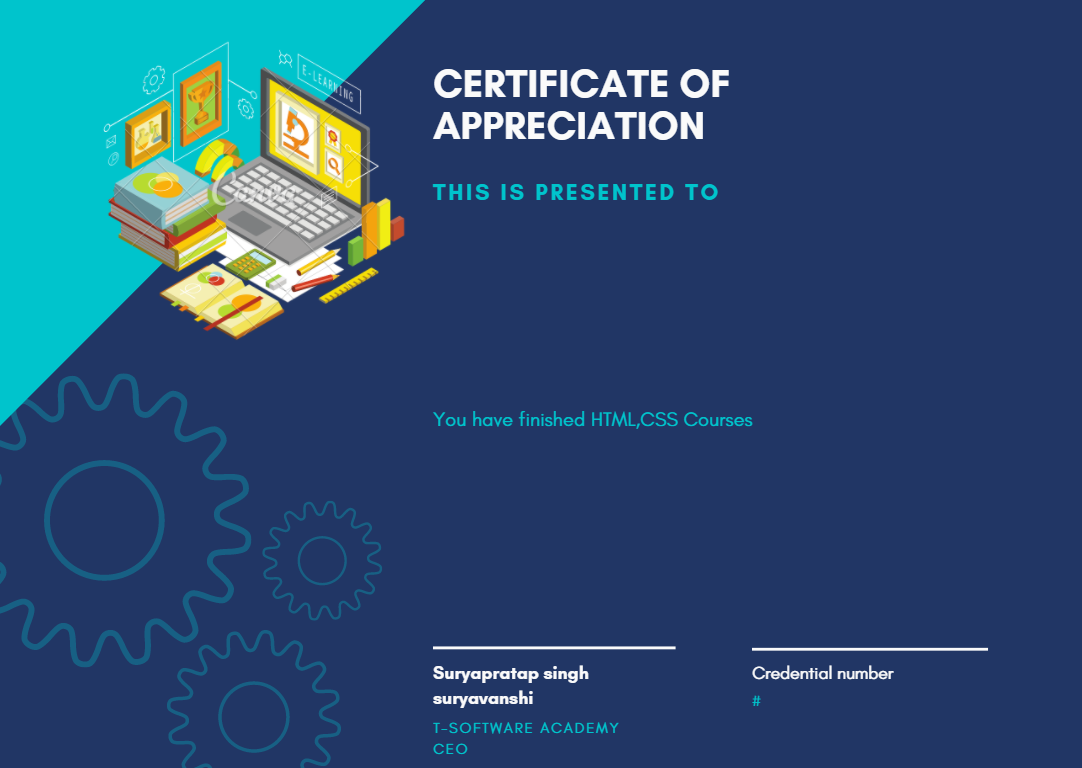 E-LEARNING
Canva
CERTIFICATE OF
APPRECIATION
THIS IS PRESENTED TO
You have finished HTML,CSS Courses
Suryapratap singh
suryavanshi
T-SOFTWARE ACADEMY
CEO
Credential number
#